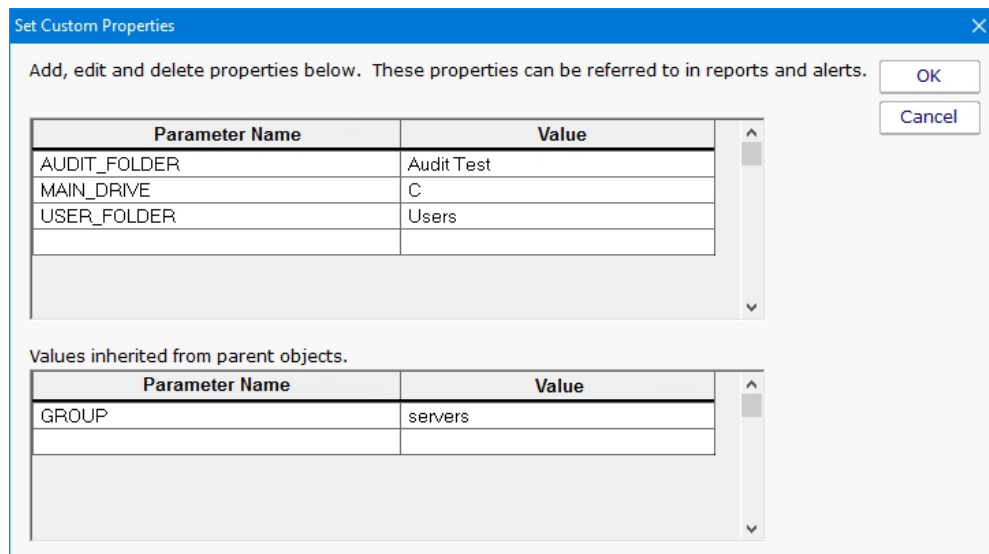 Set Custom Properties
Add, edit and delete properties below. These properties can be referred to in reports and alerts.
OK
Cancel
Parameter Name Value
AUDIT_FOLDER Audit Test
MAIN_DRIVE C
USER_FOLDER Users
Values inherited from parent objects.
Parameter Name Value
GROUP servers